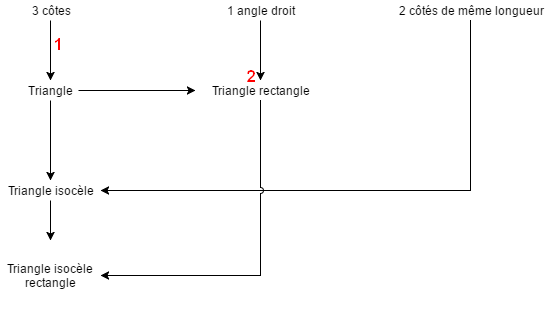 3 côtes
1 angle droit
2 côtés de même longueur
1
2
Triangle
Triangle rectangle
Triangle isocèle
Triangle isocèle
rectangle